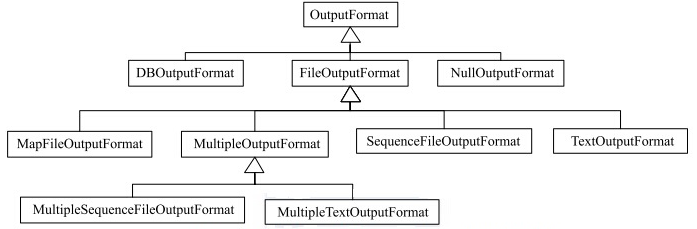 OutputFormat
DBOutputFormat
FileOutputFormat
NullOutputFormat
MapFileOutputFormat
MultipleOutputFormat
SequenceFileOutputFormat
TextOutputFormat
MultipleSequenceFileOutputFormat
MultipleTextOutputFormat